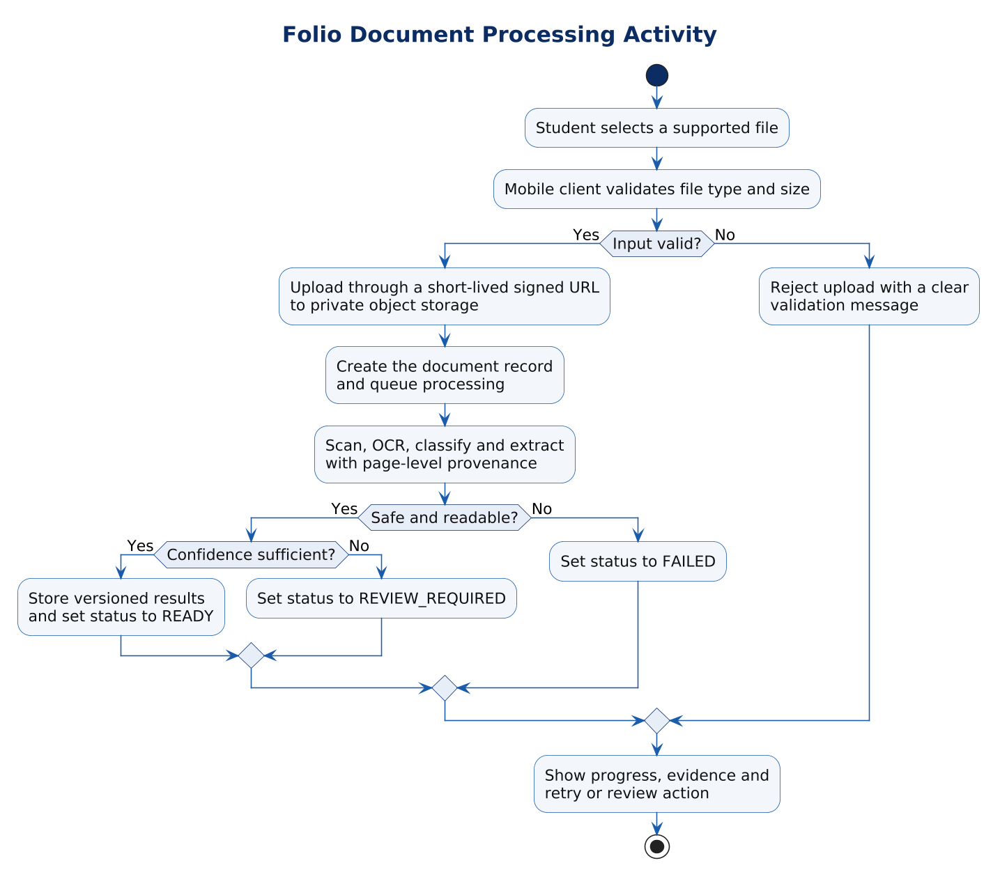 Folio Document Processing Activity
Student selects a supported file
Mobile client validates file type and size
Yes
Input valid?
No
Upload through a short-lived signed URL
to private object storage
Reject upload with a clear
validation message
Create the document record
and queue processing
Scan, OCR, classify and extract
with page-level provenance
Yes
Safe and readable?
No
Yes
Confidence sufficient?
No
Set status to FAILED
Store versioned results
and set status to READY
Set status to REVIEW_REQUIRED
Show progress, evidence and
retry or review action